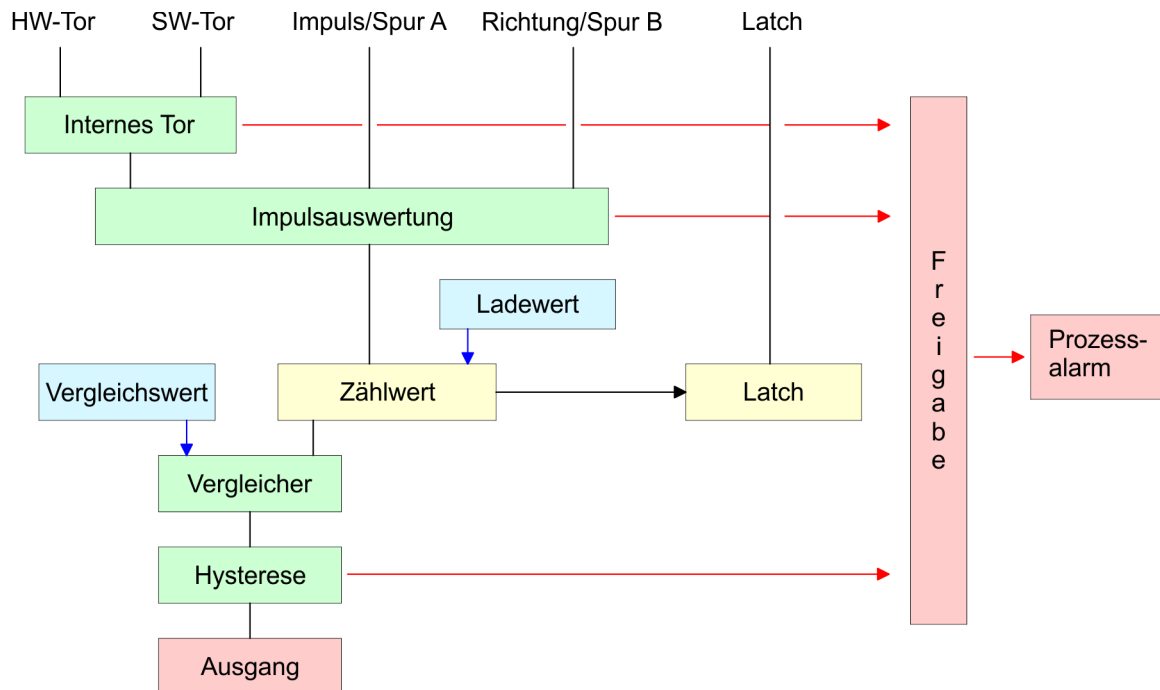 HW-Tor
SW-Tor
Impuls/Spur A
Richtung/Spur B
Latch
Internes Tor
Impulsauswertung
Ladewert
Vergleichswert
Zählwert
Latch
Vergleicher
Hysterese
Ausgang
Freigabe
Prozess-
alarm